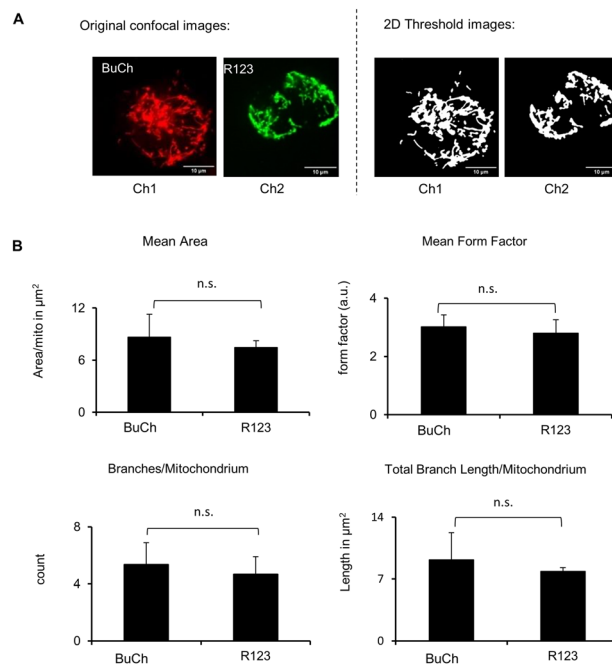 A
Original confocal images:
2D Threshold images:
BuCh
R123
10 μm
10 μm
10 μm
10 μm
Ch1
Ch2
Ch1
Ch2
B
Mean Area
Area/mito in μm²
12
6
0
n.s.
BuCh
R123
Mean Form Factor
form factor (a.u.)
4
2
0
n.s.
BuCh
R123
Branches/Mitochondrium
count
8
4
0
n.s.
BuCh
R123
Total Branch Length/Mitochondrium
Length in μm²
14
7
0
n.s.
BuCh
R123